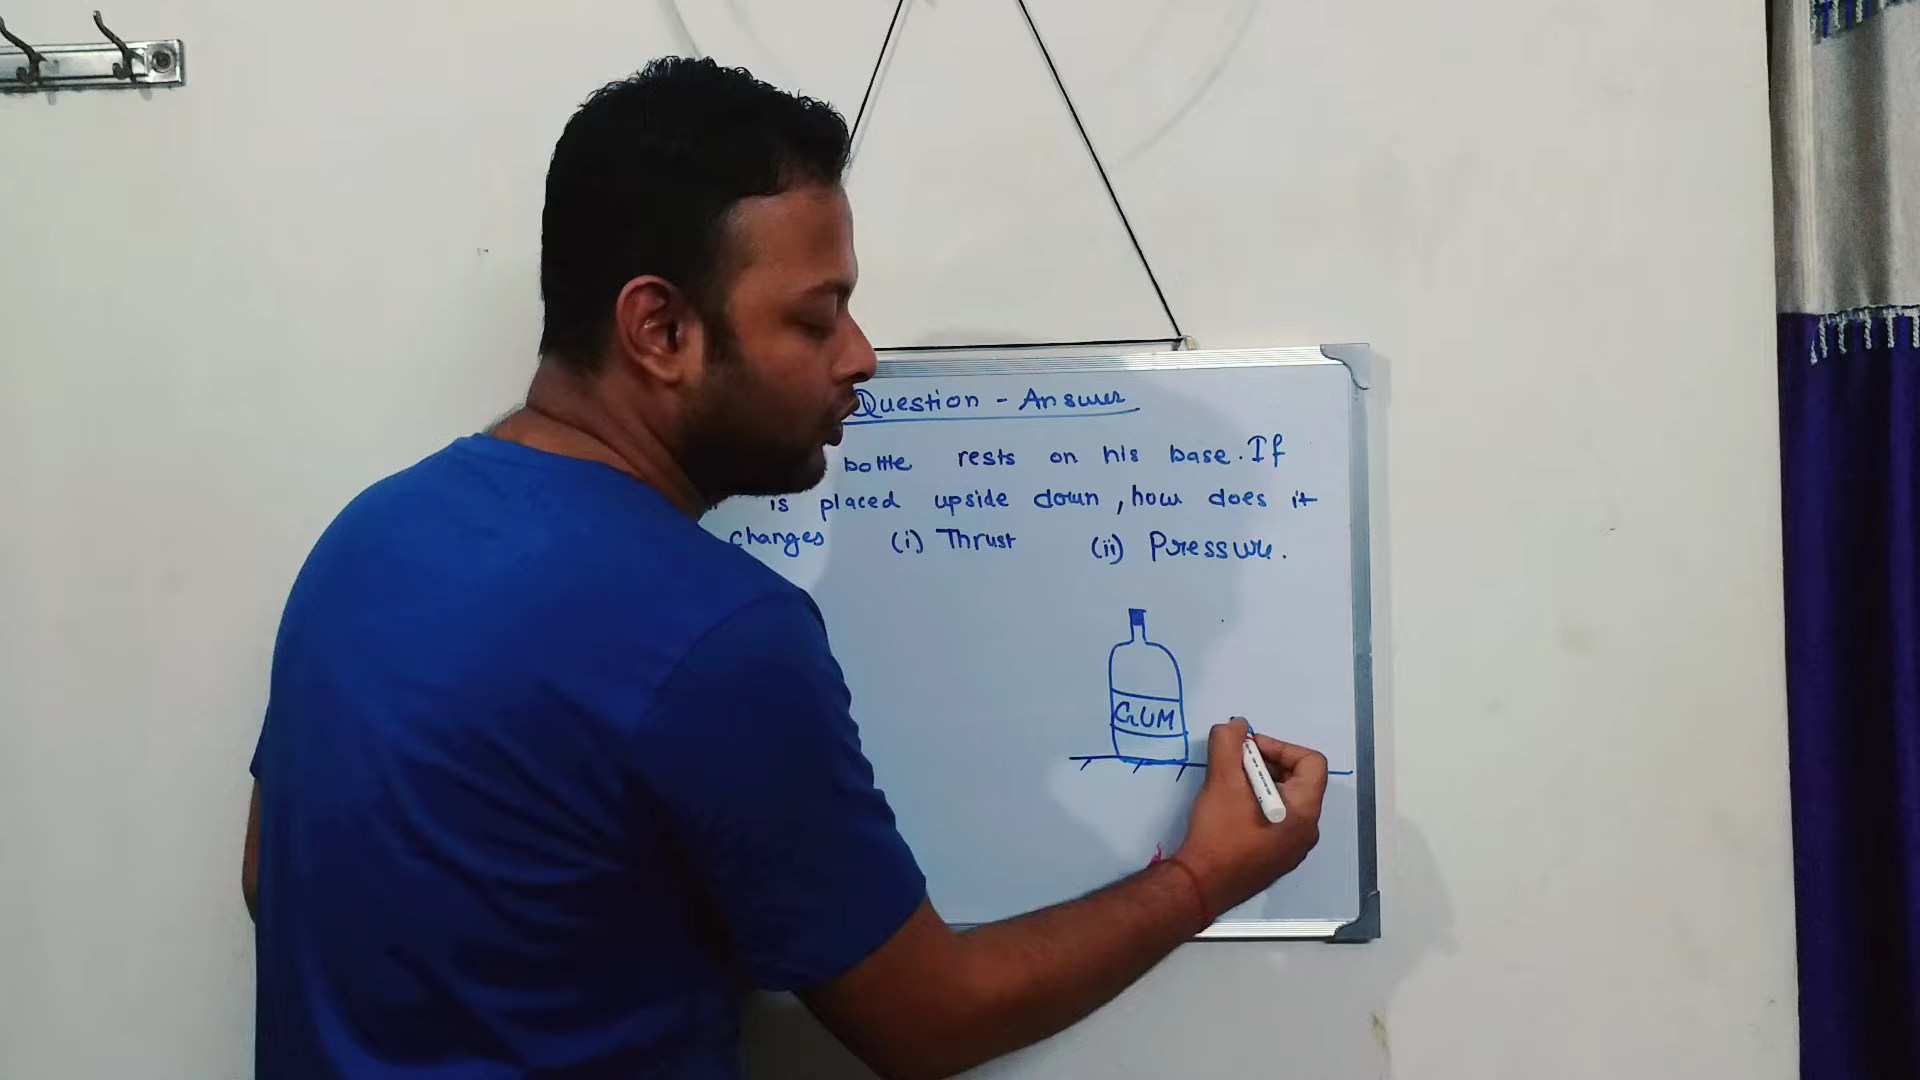 Question - Answer
bottle rests on his base. If
is placed upside down, how does it
changes (i) Thrust (ii) Pressure.
GUM